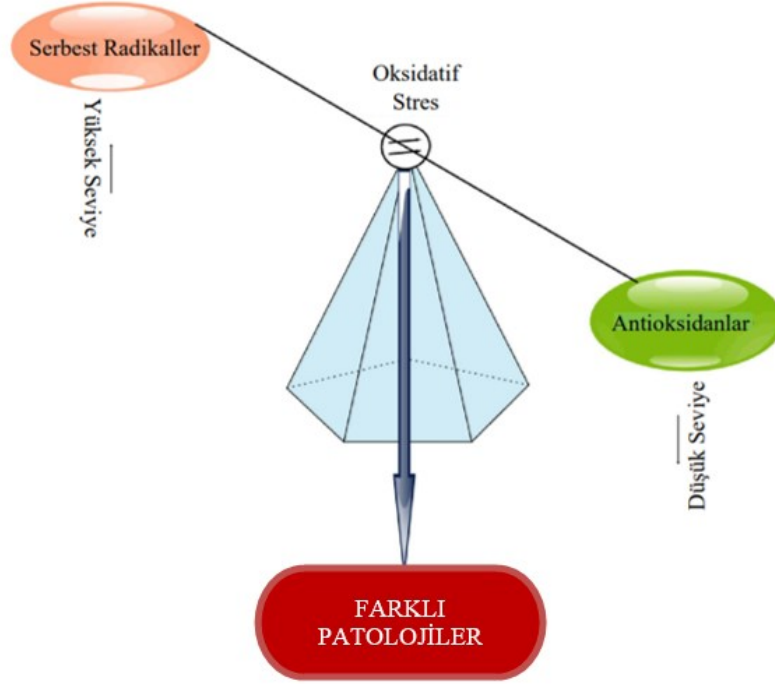 Serbest Radikaller
Yüksek Seviye
Oksidatif
Stres
Antioksidanlar
Düşük Seviye
FARKLI
PATOLOJİLER